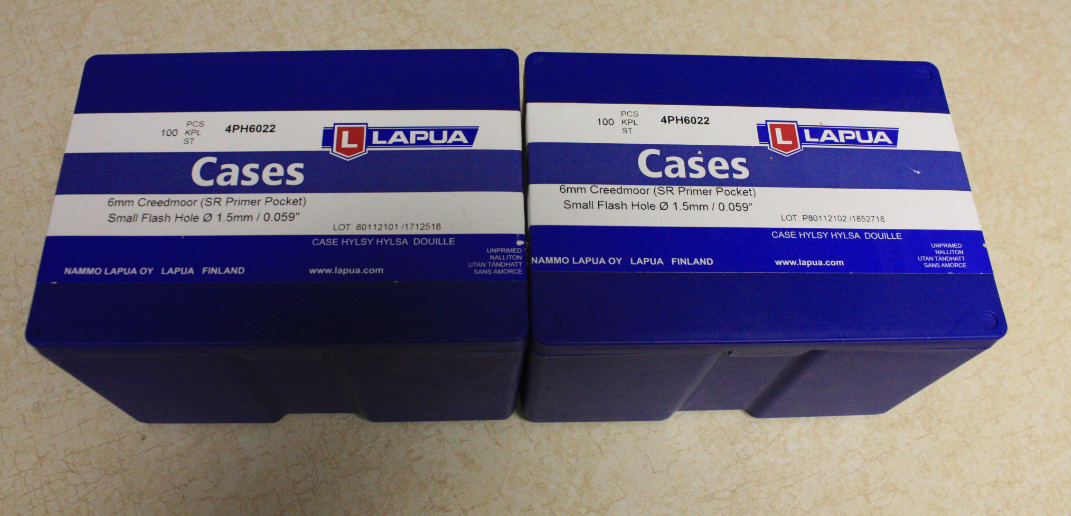 100 PCS KPL ST 4PH6022 L LAPUA
Cases
6mm Creedmoor (SR Primer Pocket)
Small Flash Hole Ø 1.5mm / 0.059"
LOT: 80112101 /1712518
CASE HYLSY HYLSA DOUILLE
UNPRIMED
NALLITON
UTAN TÄNDHATT
SANS AMORCE
NAMMO LAPUA OY LAPUA FINLAND www.lapua.com
100 PCS KPL ST 4PH6022 L LAPUA
Cases
6mm Creedmoor (SR Primer Pocket)
Small Flash Hole Ø 1.5mm / 0.059"
LOT: P80112102 /1852718
CASE HYLSY HYLSA DOUILLE
UNPRIMED
NALLITON
UTAN TÄNDHATT
SANS AMORCE
NAMMO LAPUA OY LAPUA FINLAND www.lapua.com